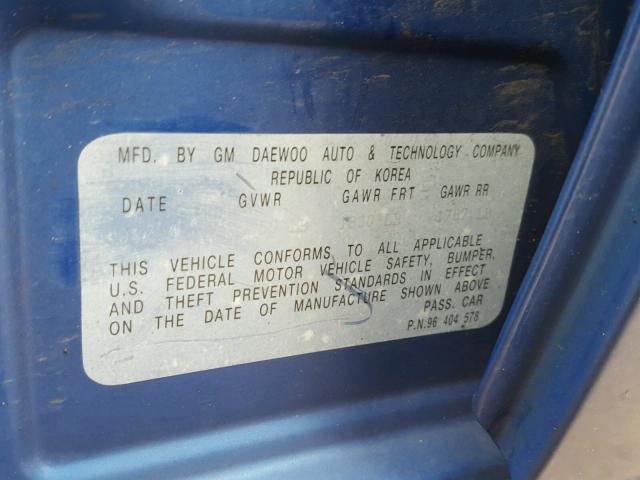 MFD. BY GM DAEWOO AUTO & TECHNOLOGY COMPANY
REPUBLIC OF KOREA
DATE GVWR GAWR FRT GAWR RR
THIS VEHICLE CONFORMS TO ALL APPLICABLE
U.S. FEDERAL MOTOR VEHICLE SAFETY, BUMPER,
AND THEFT PREVENTION STANDARDS IN EFFECT
ON THE DATE OF MANUFACTURE SHOWN ABOVE
PASS. CAR
P.N.96 404 578